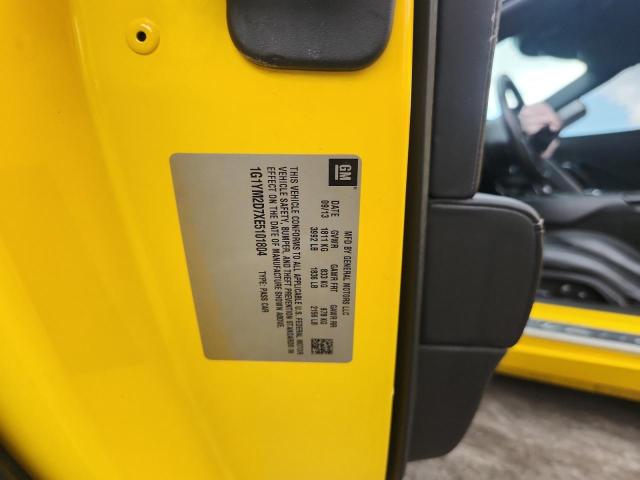 GM
MFD BY GENERAL MOTORS LLC
DATE GVWR GAWR FRT GAWR RR
09/13 1811 KG 833 KG 978 KG
3992 LB 1836 LB 2156 LB
THIS VEHICLE CONFORMS TO ALL APPLICABLE U.S. FEDERAL MOTOR
VEHICLE SAFETY, BUMPER, AND THEFT PREVENTION STANDARDS IN
EFFECT ON THE DATE OF MANUFACTURE SHOWN ABOVE.
1G1YM2D7XE5101804 TYPE: PASS CAR